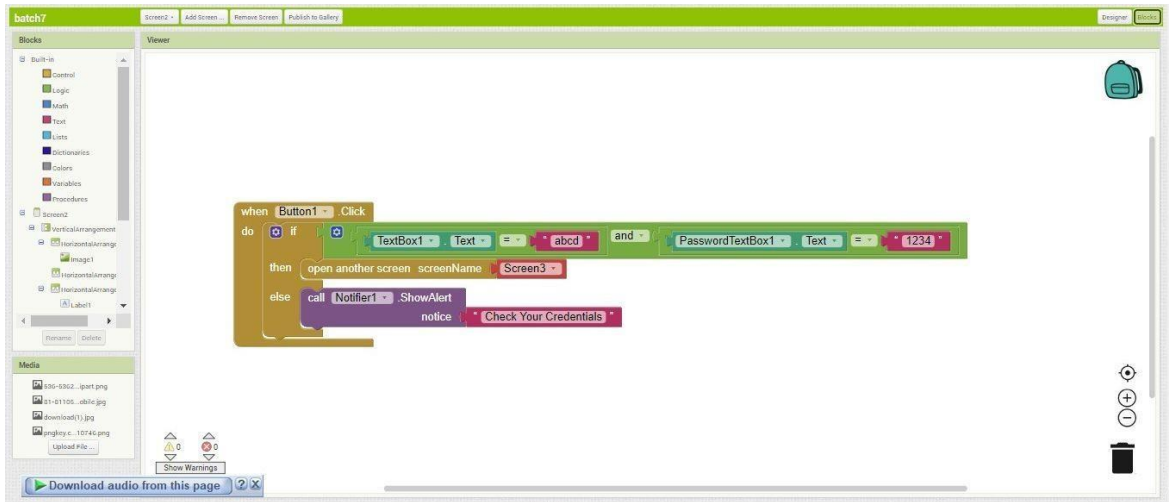 batch7
Screen2 Add Screen ... Remove Screen Publish to Gallery
Designer Blocks
Blocks
Viewer
Built-in
Control
Logic
Math
Text
Lists
Dictionaries
Colors
Variables
Procedures
Screen2
VerticalArrangement
HorizontalArrange
Image1
HorizontalArrange
HorizontalArrange
Label1
Rename Delete
Media
download(1).jpg
Upload File ...
when Button1 .Click
do if TextBox1 . Text = " abcd " and PasswordTextBox1 . Text = " 1234 "
then open another screen screenName Screen3
else call Notifier1 .ShowAlert
notice " Check Your Credentials "
0 0
Show Warnings
Download audio from this page ? X